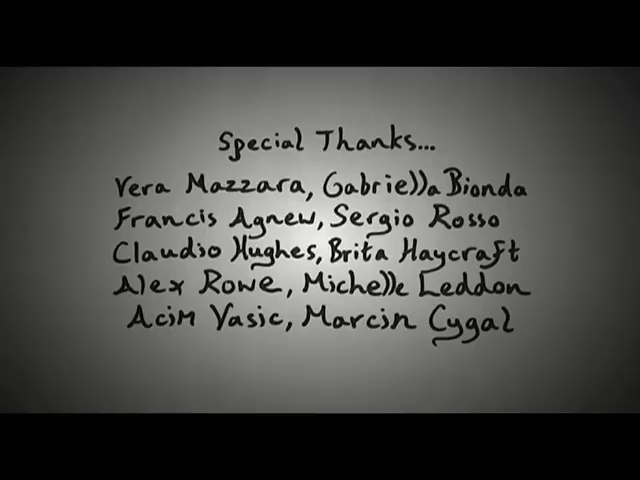 Special Thanks...
Vera Mazzara, Gabriella Bionda
Francis Agnew, Sergio Rosso
Claudio Hughes, Brita Haycraft
Alex Rowe, Michelle Leddon
Acim Vasic, Marcin Cygal